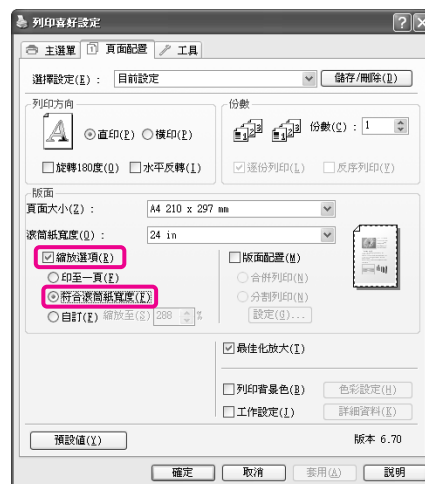 列印喜好設定
主選單 頁面配置 工具
選擇設定(E)： 目前設定 儲存/刪除(D)
列印方向 份數
A 直印(P) 橫印(P) 份數(C)：1
旋轉180度(0) 水平反轉(I) 逐份列印(L) 反序列印(V)
版面
頁面大小(Z)： A4 210 x 297 mm
滾筒紙寬度(O)： 24 in
縮放選項(R) 版面配置(M)
印至一頁(F) 合併列印(N)
符合滾筒紙寬度(E) 分割列印(N)
自訂(E) 縮放至(S) 288 % 設定(g)...
最佳化放大(T)
列印背景色(B) 色彩設定(H)
工作設定(J) 詳細資料(K)
預設值(Y) 版本 6.70
確定 取消 套用(A) 說明